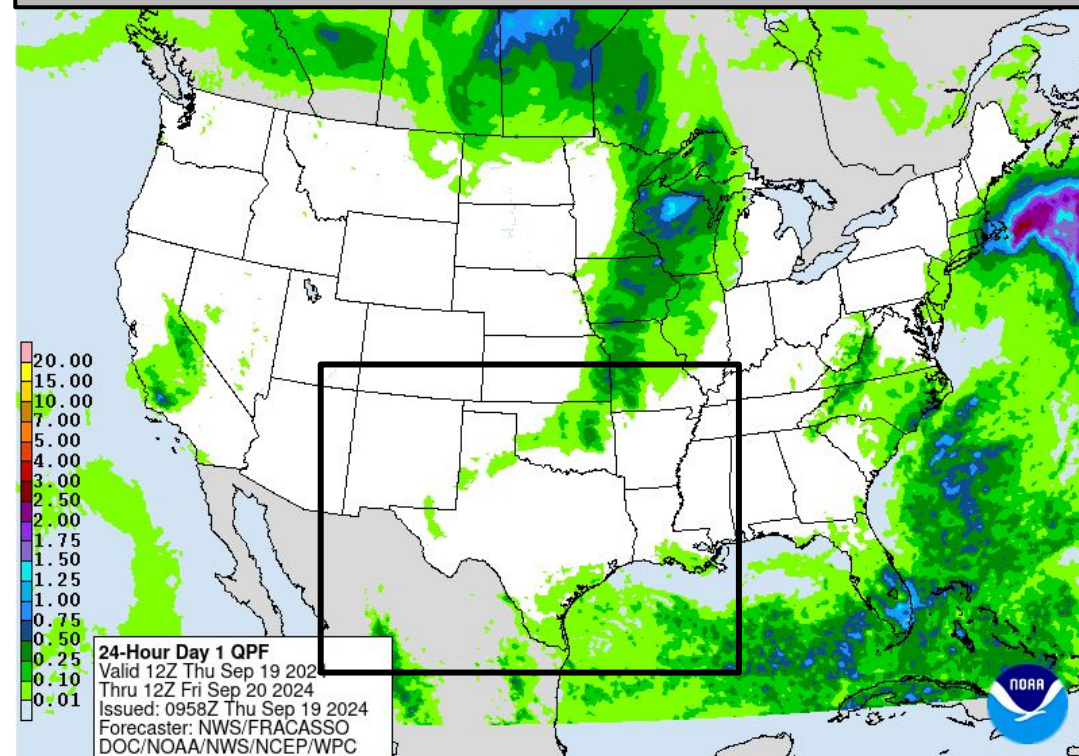 20.00
15.00
10.00
7.00
5.00
4.00
3.00
2.50
2.00
1.75
1.50
1.25
1.00
0.75
0.50
0.25
0.10
0.01
24-Hour Day 1 QPF
Valid 12Z Thu Sep 19 2024
Thru 12Z Fri Sep 20 2024
Issued: 0958Z Thu Sep 19 2024
Forecaster: NWS/FRACASSO
DOC/NOAA/NWS/NCEP/WPC
NOAA